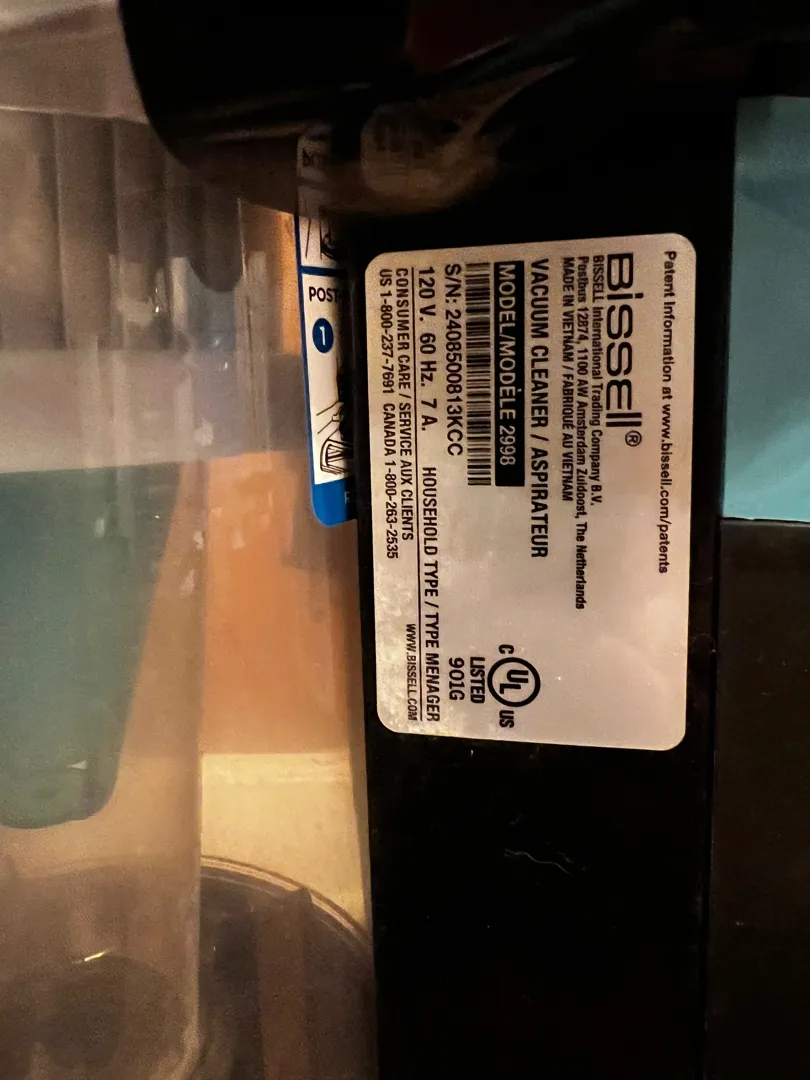 Patent Information at www.bissell.com/patents
BISSELL®
BISSELL International Trading Company B.V.
Postbus 12874, 1100 AW Amsterdam Zuidoost, The Netherlands
MADE IN VIETNAM / FABRIQUÉ AU VIETNAM
VACUUM CLEANER / ASPIRATEUR
MODEL/MODÈLE 2998
S/N: 2408500813KCC
120 V. 60 Hz. 7 A. HOUSEHOLD TYPE / TYPE MENAGER
CONSUMER CARE / SERVICE AUX CLIENTS
US 1-800-237-7691 CANADA 1-800-263-2535
WWW.BISSELL.COM
C UL US
LISTED
901G
POST
1
R